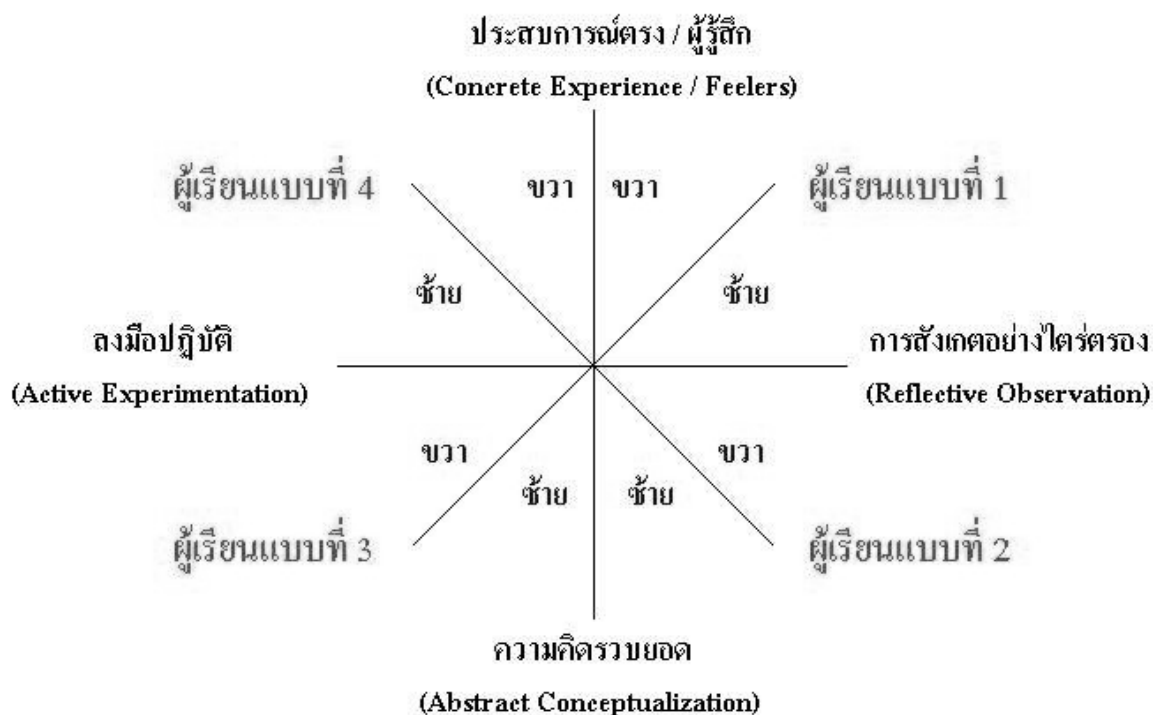 ประสบการณ์ตรง / ผู้รู้สึก
(Concrete Experience / Feelers)
ผู้เรียนแบบที่ 4
ขวา
ขวา
ผู้เรียนแบบที่ 1
ซ้าย
ซ้าย
ลงมือปฏิบัติ
(Active Experimentation)
การสังเกตอย่างไตร่ตรอง
(Reflective Observation)
ขวา
ซ้าย
ซ้าย
ขวา
ผู้เรียนแบบที่ 3
ผู้เรียนแบบที่ 2
ความคิดรวบยอด
(Abstract Conceptualization)